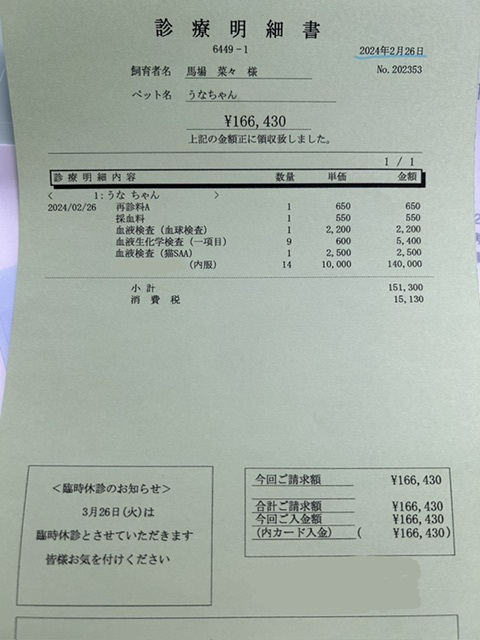 診療明細書
6449-1
2024年2月26日
飼育者名 馬場 菜々 様
No.202353
ペット名 うなちゃん
¥166,430
上記の金額正に領収致しました。
1 / 1
診療明細内容 数量 単価 金額
< 1:うな ちゃん >
2024/02/26 再診料A 1 650 650
採血料 1 550 550
血液検査（血球検査） 1 2,200 2,200
血液生化学検査（一項目） 9 600 5,400
血液検査（猫SAA） 1 2,500 2,500
（内服） 14 10,000 140,000
小 計 151,300
消 費 税 15,130
＜臨時休診のお知らせ＞
3月26日(火)は
臨時休診とさせていただきます
皆様お気を付けください
今回ご請求額 ¥166,430
合計ご請求額 ¥166,430
今回ご入金額 ¥166,430
(内カード入金) ( ¥166,430)